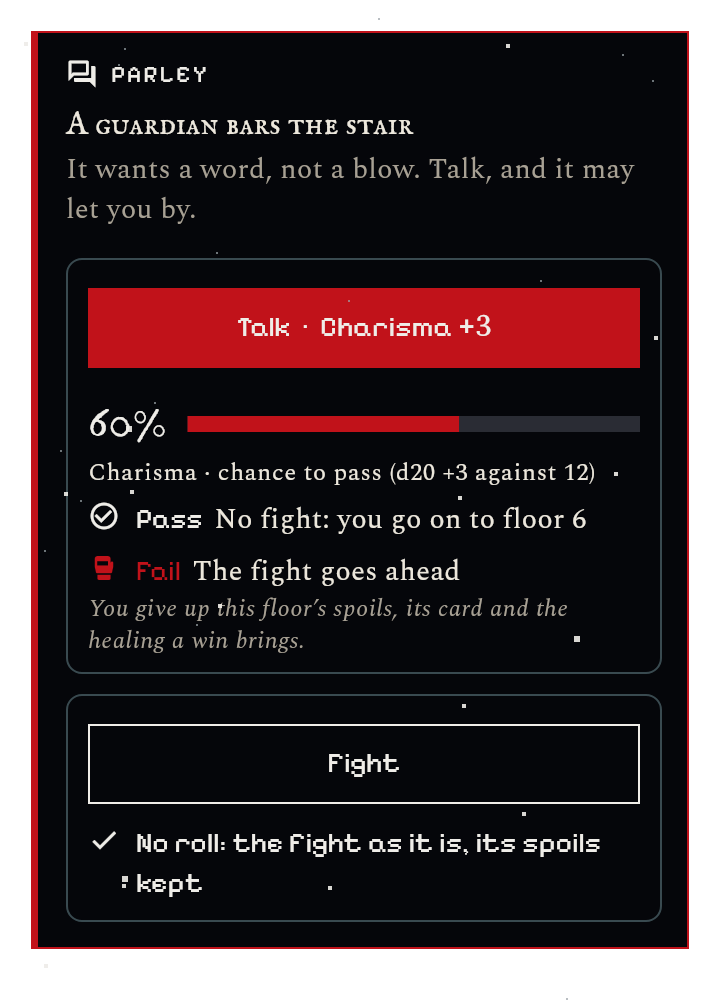 PARLEY
A guardian bars the stair
It wants a word, not a blow. Talk, and it may
let you by.
Talk · Charisma +3
60%
Charisma · chance to pass (d20 +3 against 12)
Pass No fight: you go on to floor 6
Fail The fight goes ahead
You give up this floor’s spoils, its card and the
healing a win brings.
Fight
No roll: the fight as it is, its spoils
kept